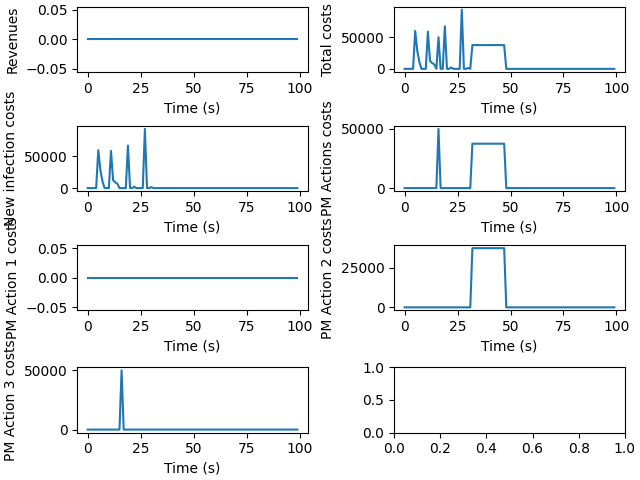 Revenues
0.05
0.00
−0.05
0 25 50 75 100
Time (s)
Total costs
50000
0
0 25 50 75 100
Time (s)
New infection costs
50000
0
0 25 50 75 100
Time (s)
PM Actions costs
50000
0
0 25 50 75 100
Time (s)
PM Action 1 costs
0.05
0.00
−0.05
0 25 50 75 100
Time (s)
PM Action 2 costs
25000
0
0 25 50 75 100
Time (s)
PM Action 3 costs
50000
0
0 25 50 75 100
Time (s)
1.0
0.5
0.0
0.0 0.2 0.4 0.6 0.8 1.0